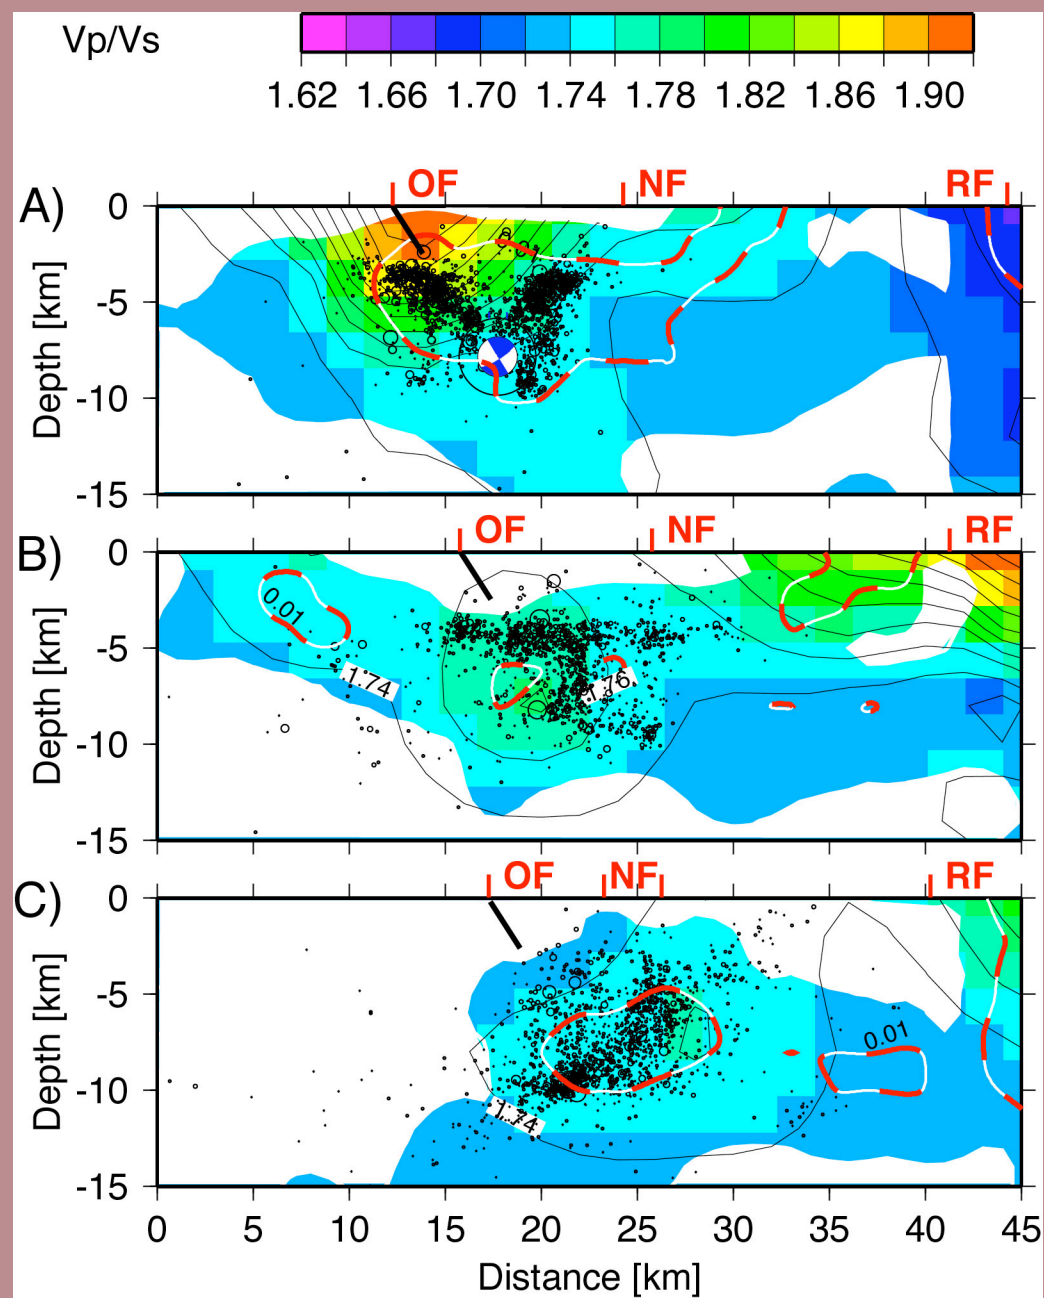 Vp/Vs
1.62 1.66 1.70 1.74 1.78 1.82 1.86 1.90
A)
OF NF RF
0
-5
-10
-15
Depth [km]
B)
OF NF RF
0
-5
-10
-15
Depth [km]
0.01
1.74
1.76
C)
OF NF RF
0
-5
-10
-15
Depth [km]
0.01
1.74
0 5 10 15 20 25 30 35 40 45
Distance [km]